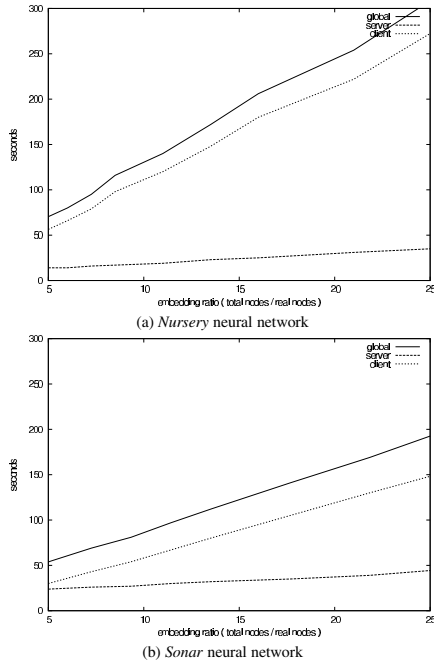 300
250
200
150
100
50
0
seconds
global
server
client
5 10 15 20 25
embedding ratio ( total nodes / real nodes )
(a) Nursery neural network
300
250
200
150
100
50
0
seconds
global
server
client
5 10 15 20 25
embedding ratio ( total nodes / real nodes )
(b) Sonar neural network